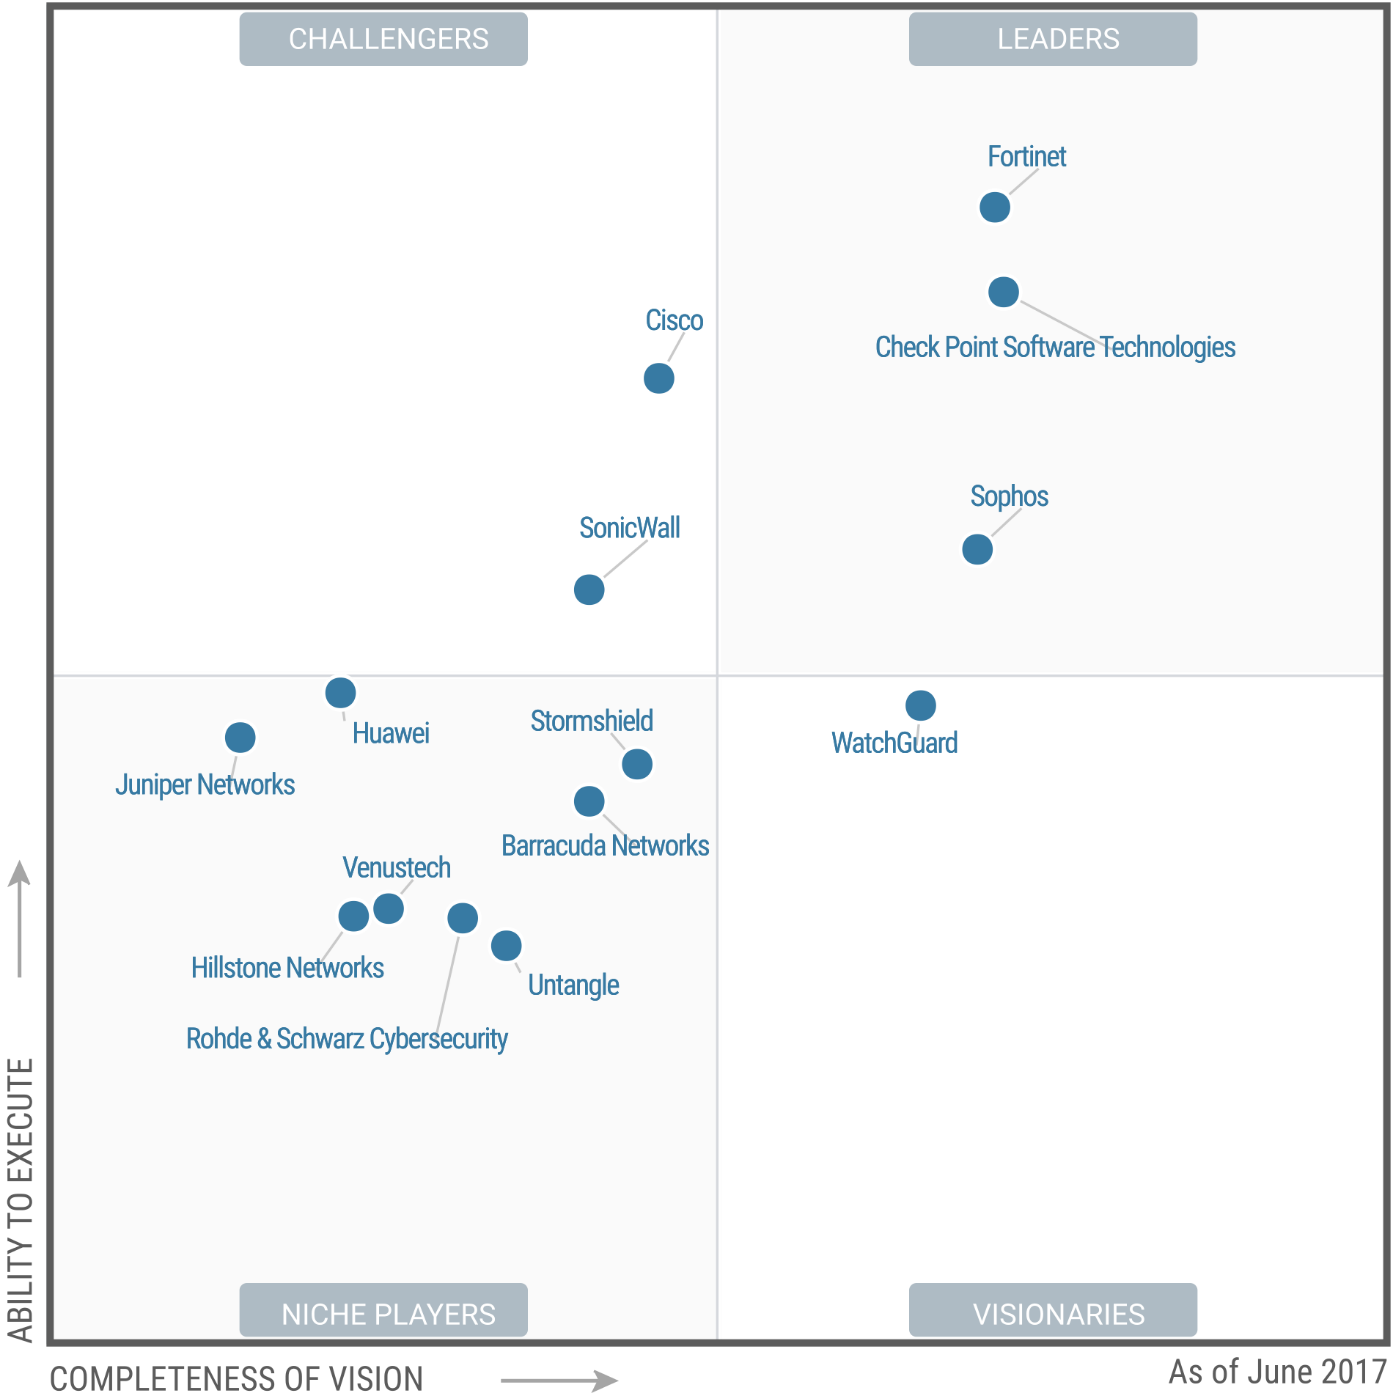 CHALLENGERS
LEADERS
Fortinet
Check Point Software Technologies
Cisco
Sophos
SonicWall
Huawei
Stormshield
WatchGuard
Juniper Networks
Barracuda Networks
Venustech
Hillstone Networks
Untangle
Rohde & Schwarz Cybersecurity
ABILITY TO EXECUTE
NICHE PLAYERS
VISIONARIES
COMPLETENESS OF VISION
As of June 2017